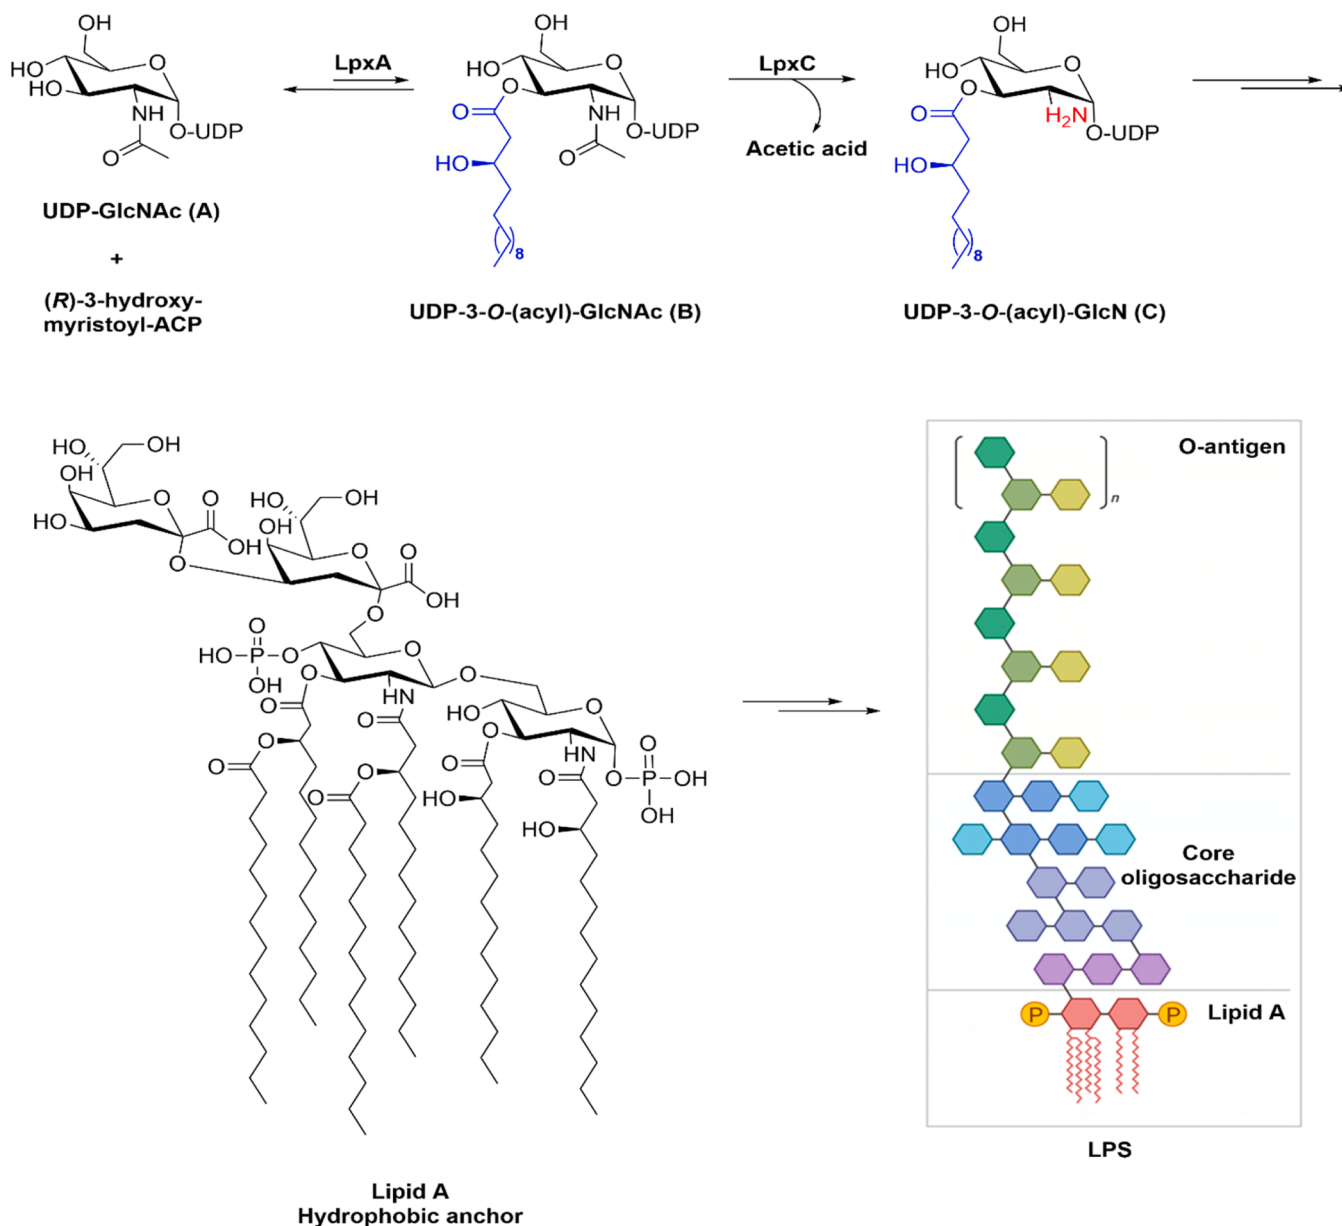 OH
HO
HO
O
NH
O
O-UDP
UDP-GlcNAc (A)
+
(R)-3-hydroxy-
myristoyl-ACP
LpxA
OH
HO
O
O
O
NH
O
O-UDP
HO
8
UDP-3-O-(acyl)-GlcNAc (B)
LpxC
Acetic acid
OH
HO
O
O
O
H2N
O-UDP
HO
8
UDP-3-O-(acyl)-GlcN (C)
HO
OH
OH
O
O
HO
OH
O
HO
OH
OH
O
O
OH
O
O
HO-P-O
OH
O
O
O
O
HN
O
O
O
O
O
O
HO
O
O
O
HN
O
HO
HO
O
O-P-OH
OH
Lipid A
Hydrophobic anchor
O-antigen
n
Core
oligosaccharide
P
P
Lipid A
LPS